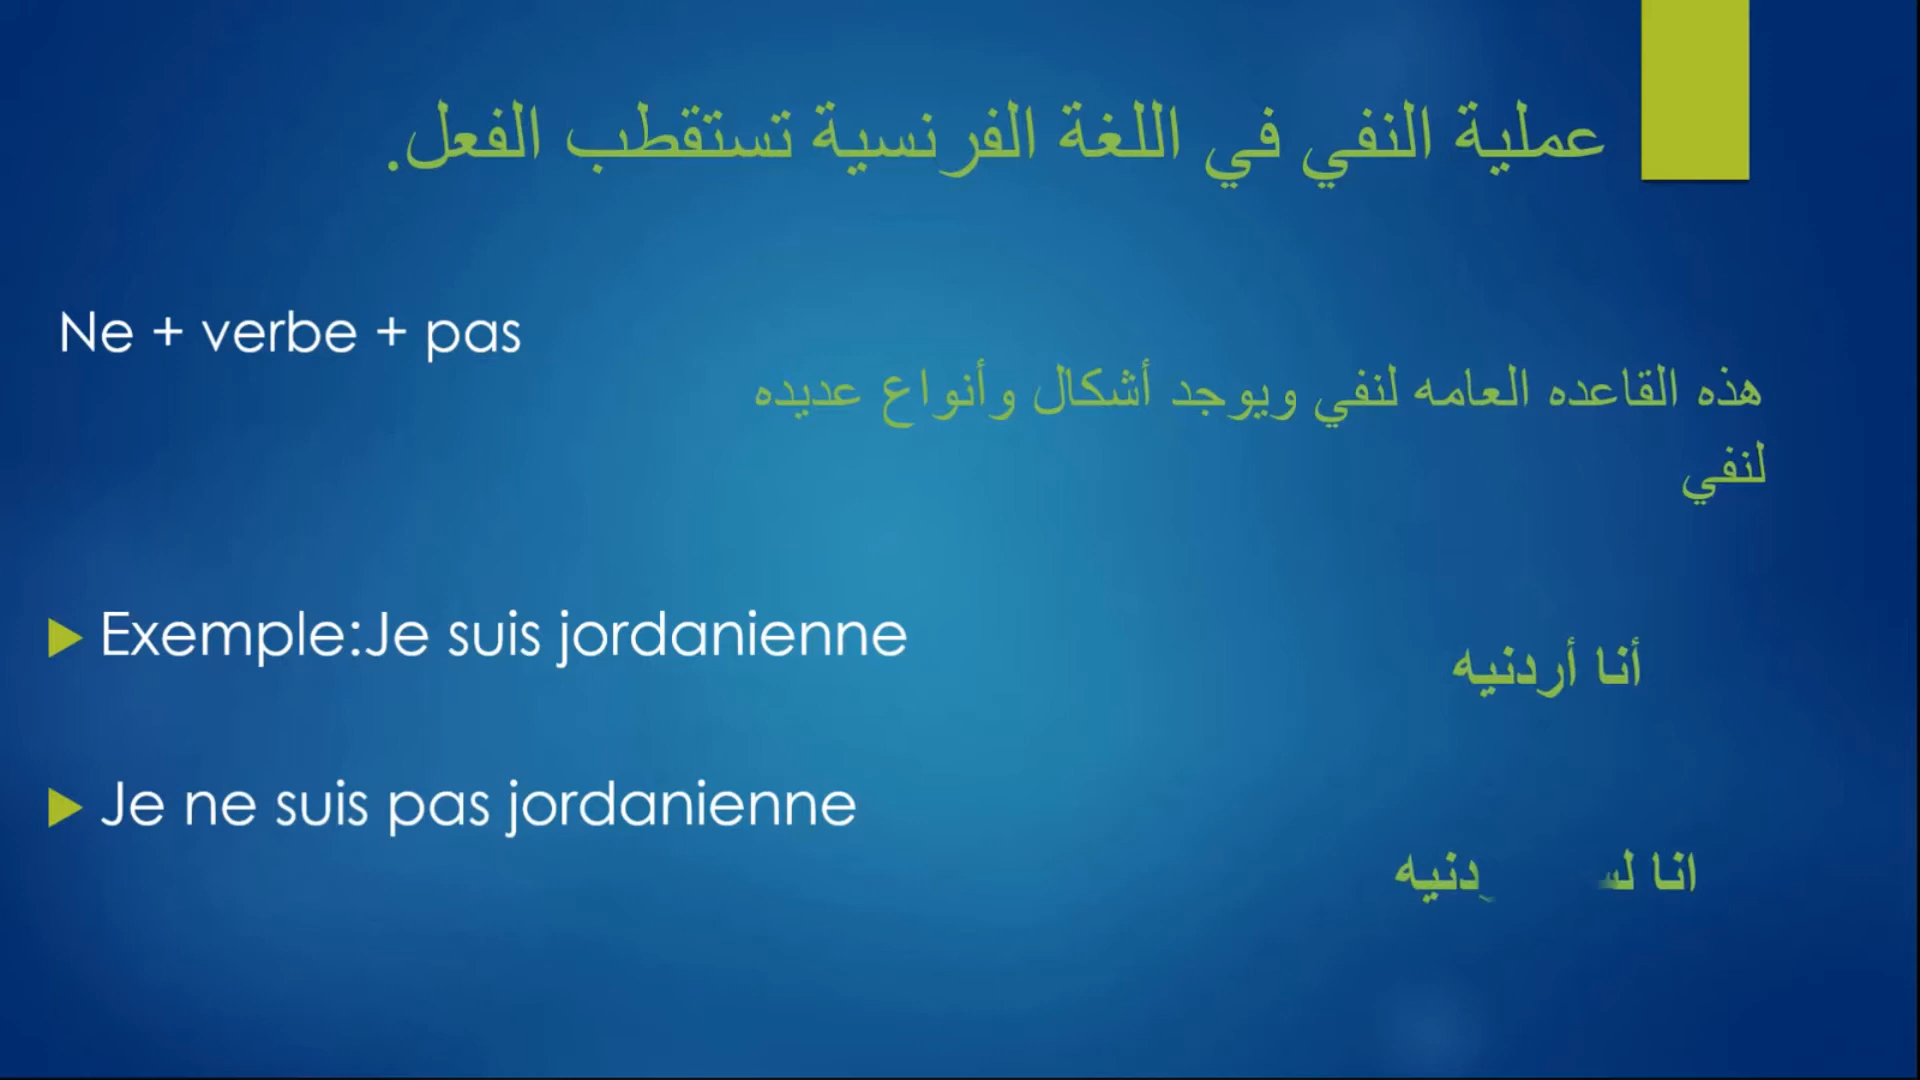 عملية النفي في اللغة الفرنسية تستقطب الفعل.
Ne + verbe + pas
هذه القاعده العامه لنفي ويوجد أشكال وأنواع عديده
لنفي
Exemple:Je suis jordanienne
أنا أردنيه
Je ne suis pas jordanienne
انا